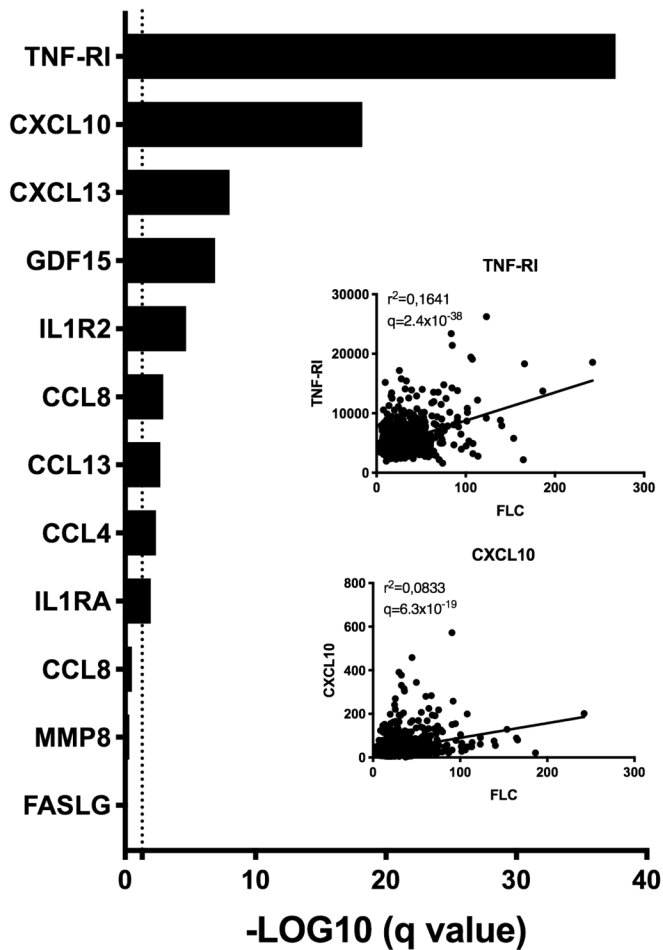 TNF-RI
CXCL10
CXCL13
GDF15
IL1R2
CCL8
CCL13
CCL4
IL1RA
CCL8
MMP8
FASLG
0 10 20 30 40
-LOG10 (q value)
TNF-RI
r²=0,1641
q=2.4x10⁻³⁸
30000
20000
10000
0
TNF-RI
0 100 200 300
FLC
CXCL10
r²=0,0833
q=6.3x10⁻¹⁹
800
600
400
200
0
CXCL10
0 100 200 300
FLC